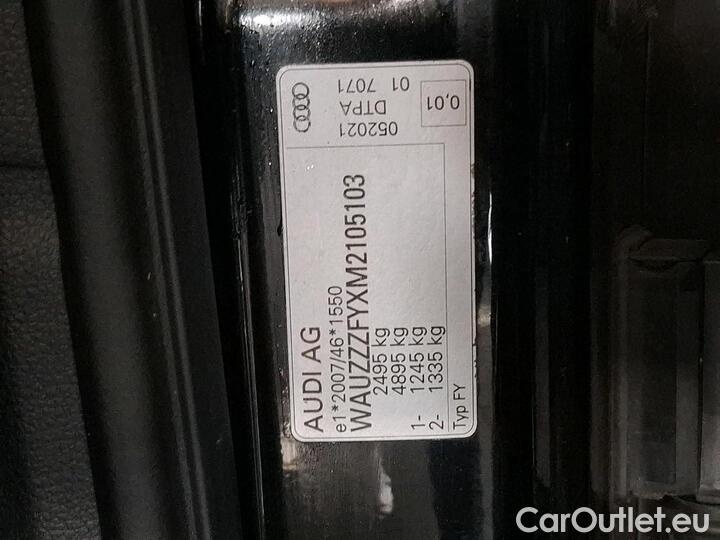 AUDI AG
e1*2007/46*1550
WAUZZZFYXM2105103
2495 kg
4895 kg
1- 1245 kg
2- 1335 kg
Typ FY
052021
DTPA
01 7071
0,01
CarOutlet.eu